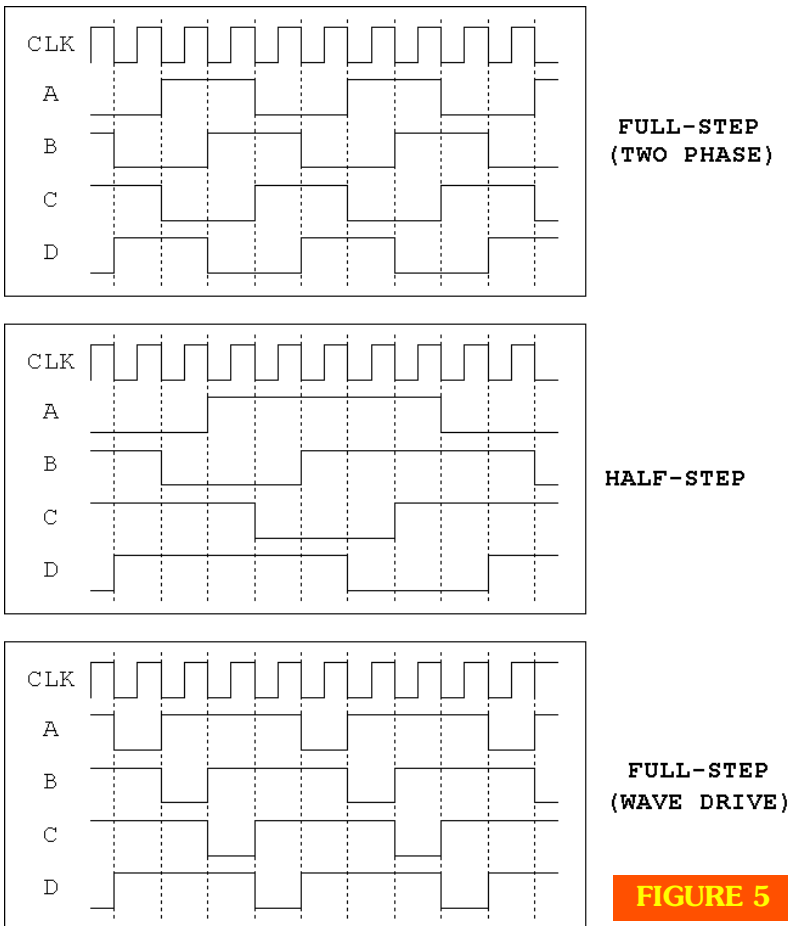 CLK
A
B
C
D
FULL-STEP
(TWO PHASE)
CLK
A
B
C
D
HALF-STEP
CLK
A
B
C
D
FULL-STEP
(WAVE DRIVE)
FIGURE 5